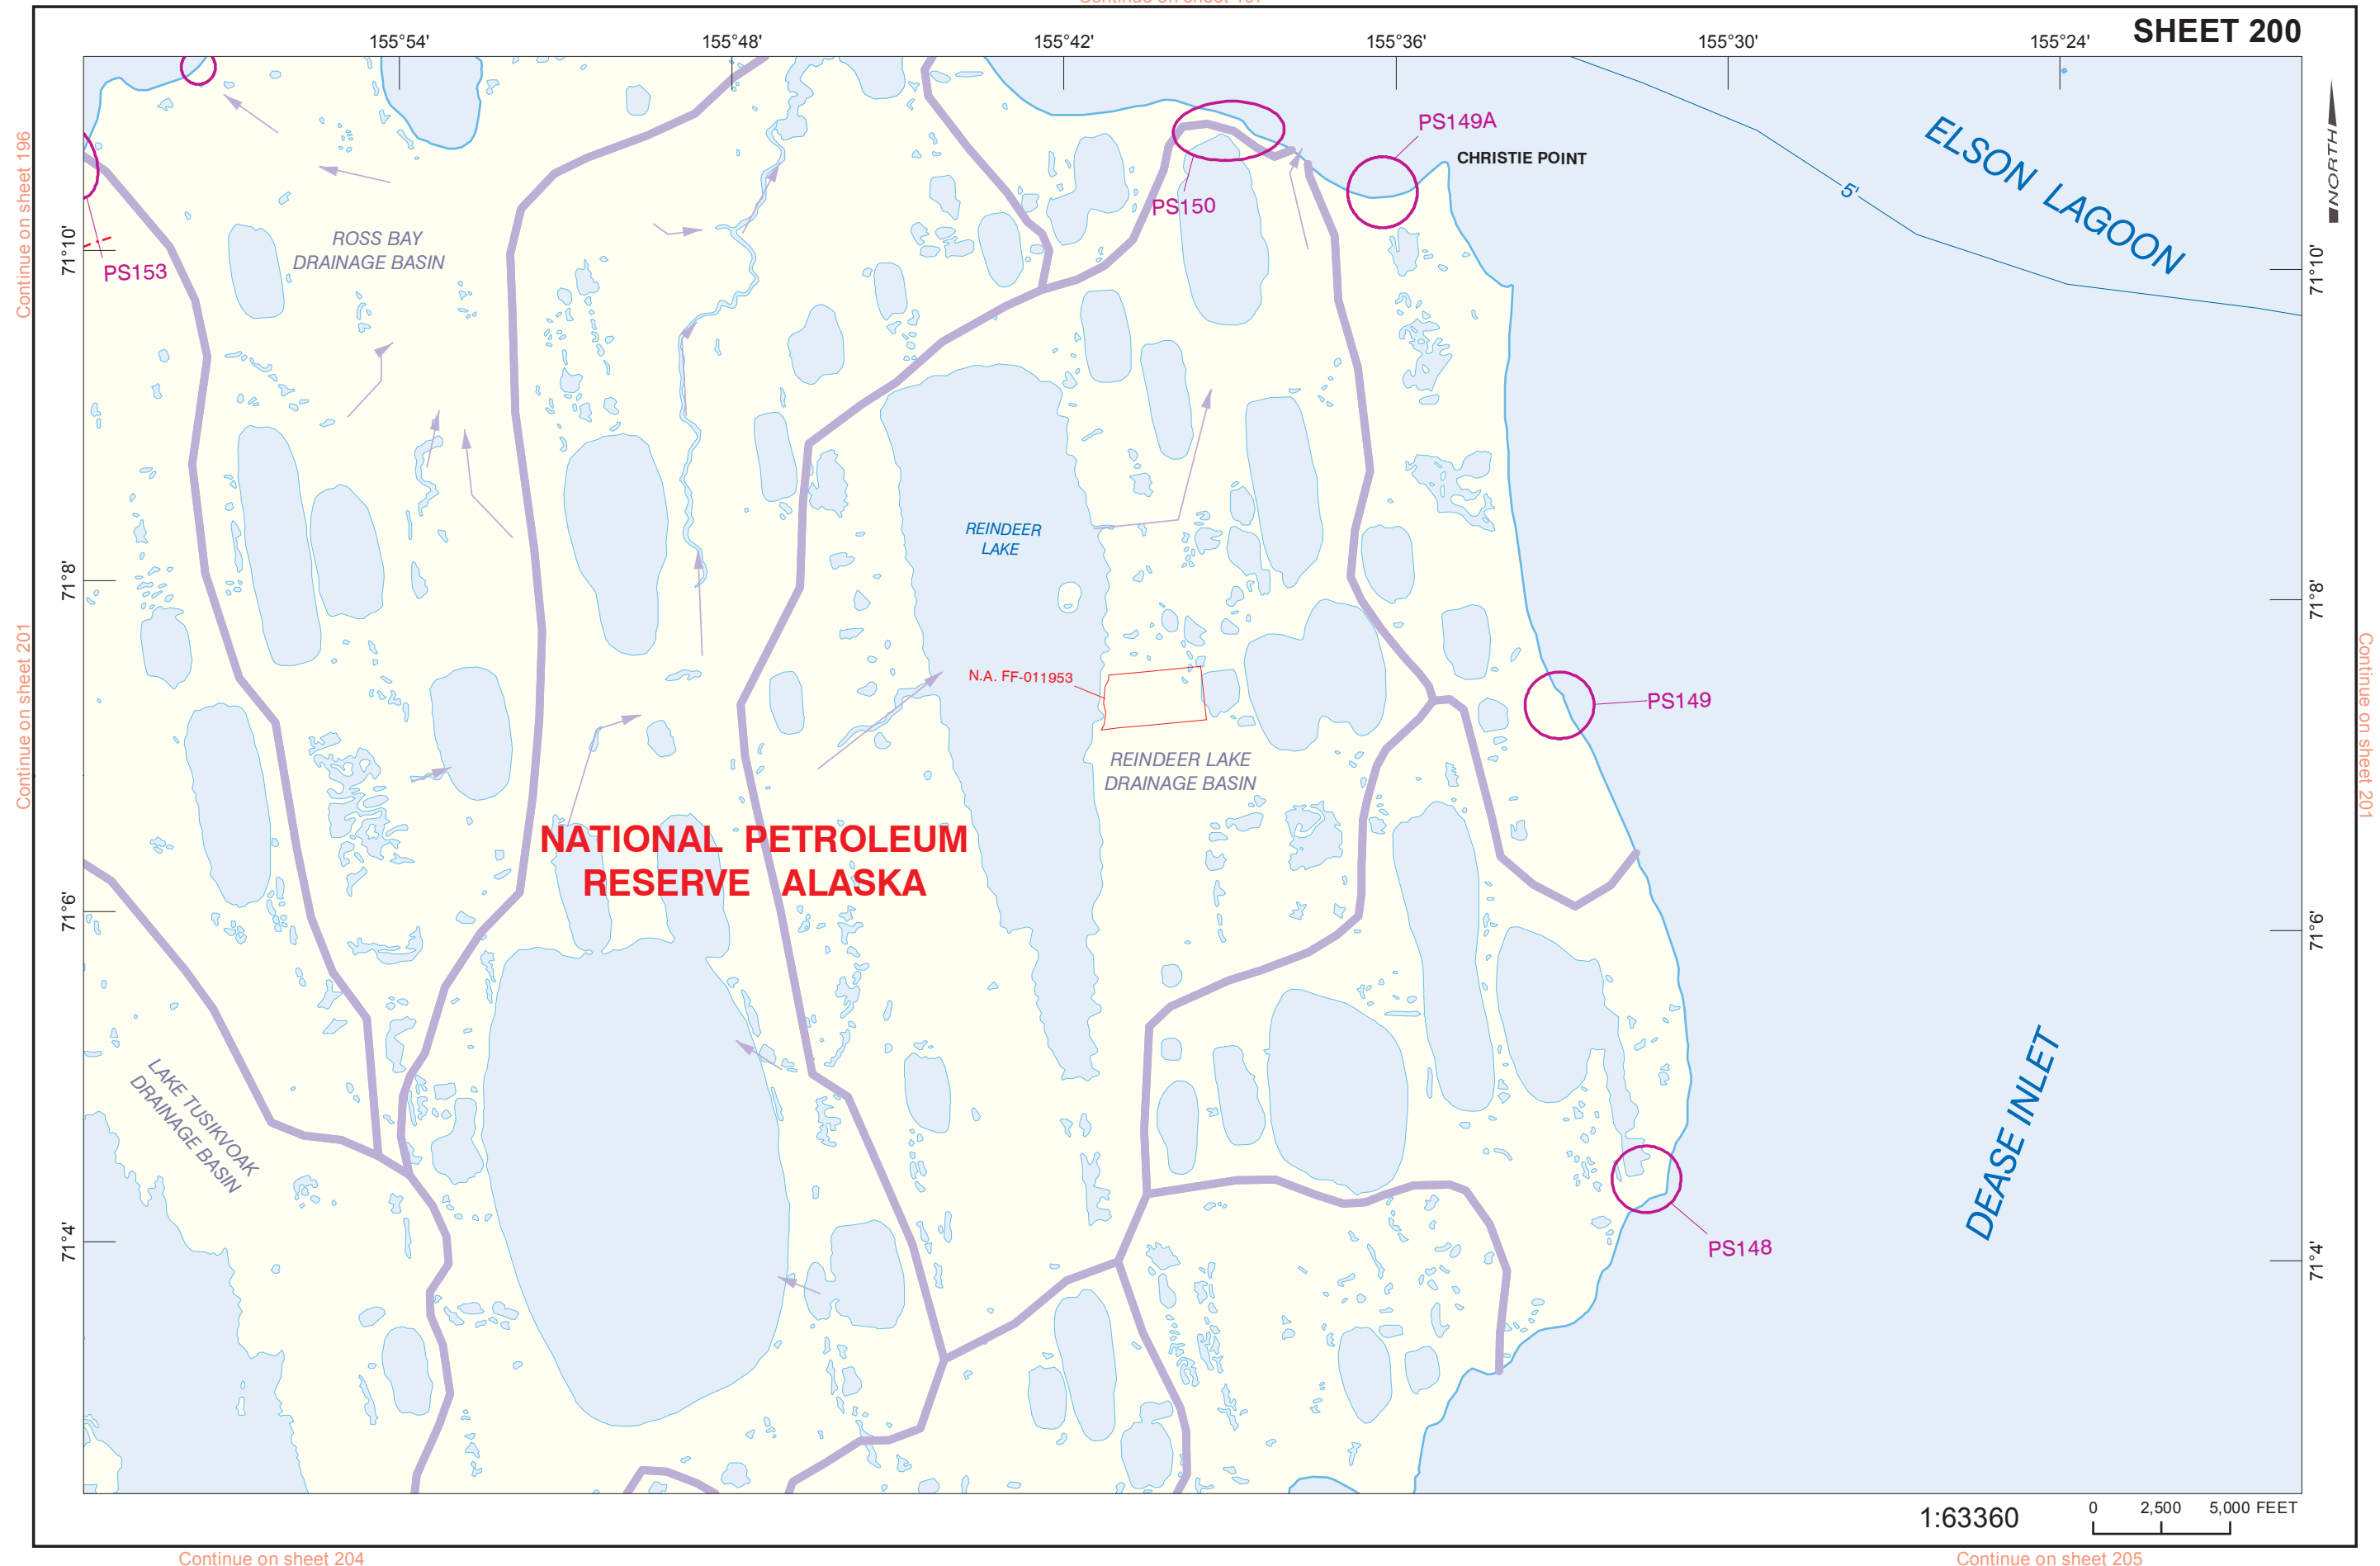 SHEET 200
155°54'
155°48'
155°42'
155°36'
155°30'
155°24'
NORTH
Continue on sheet 196
71°10'
PS153
ROSS BAY
DRAINAGE BASIN
PS150
PS149A
CHRISTIE POINT
5'
ELSON LAGOON
71°10'
REINDEER
LAKE
71°8'
71°8'
Continue on sheet 201
N.A. FF-011953
PS149
Continue on sheet 201
REINDEER LAKE
DRAINAGE BASIN
NATIONAL PETROLEUM
RESERVE ALASKA
71°6'
71°6'
LAKE TUSIKVOAK
DRAINAGE BASIN
DEASE INLET
71°4'
PS148
71°4'
1:63360
0 2,500 5,000 FEET
Continue on sheet 204
Continue on sheet 205